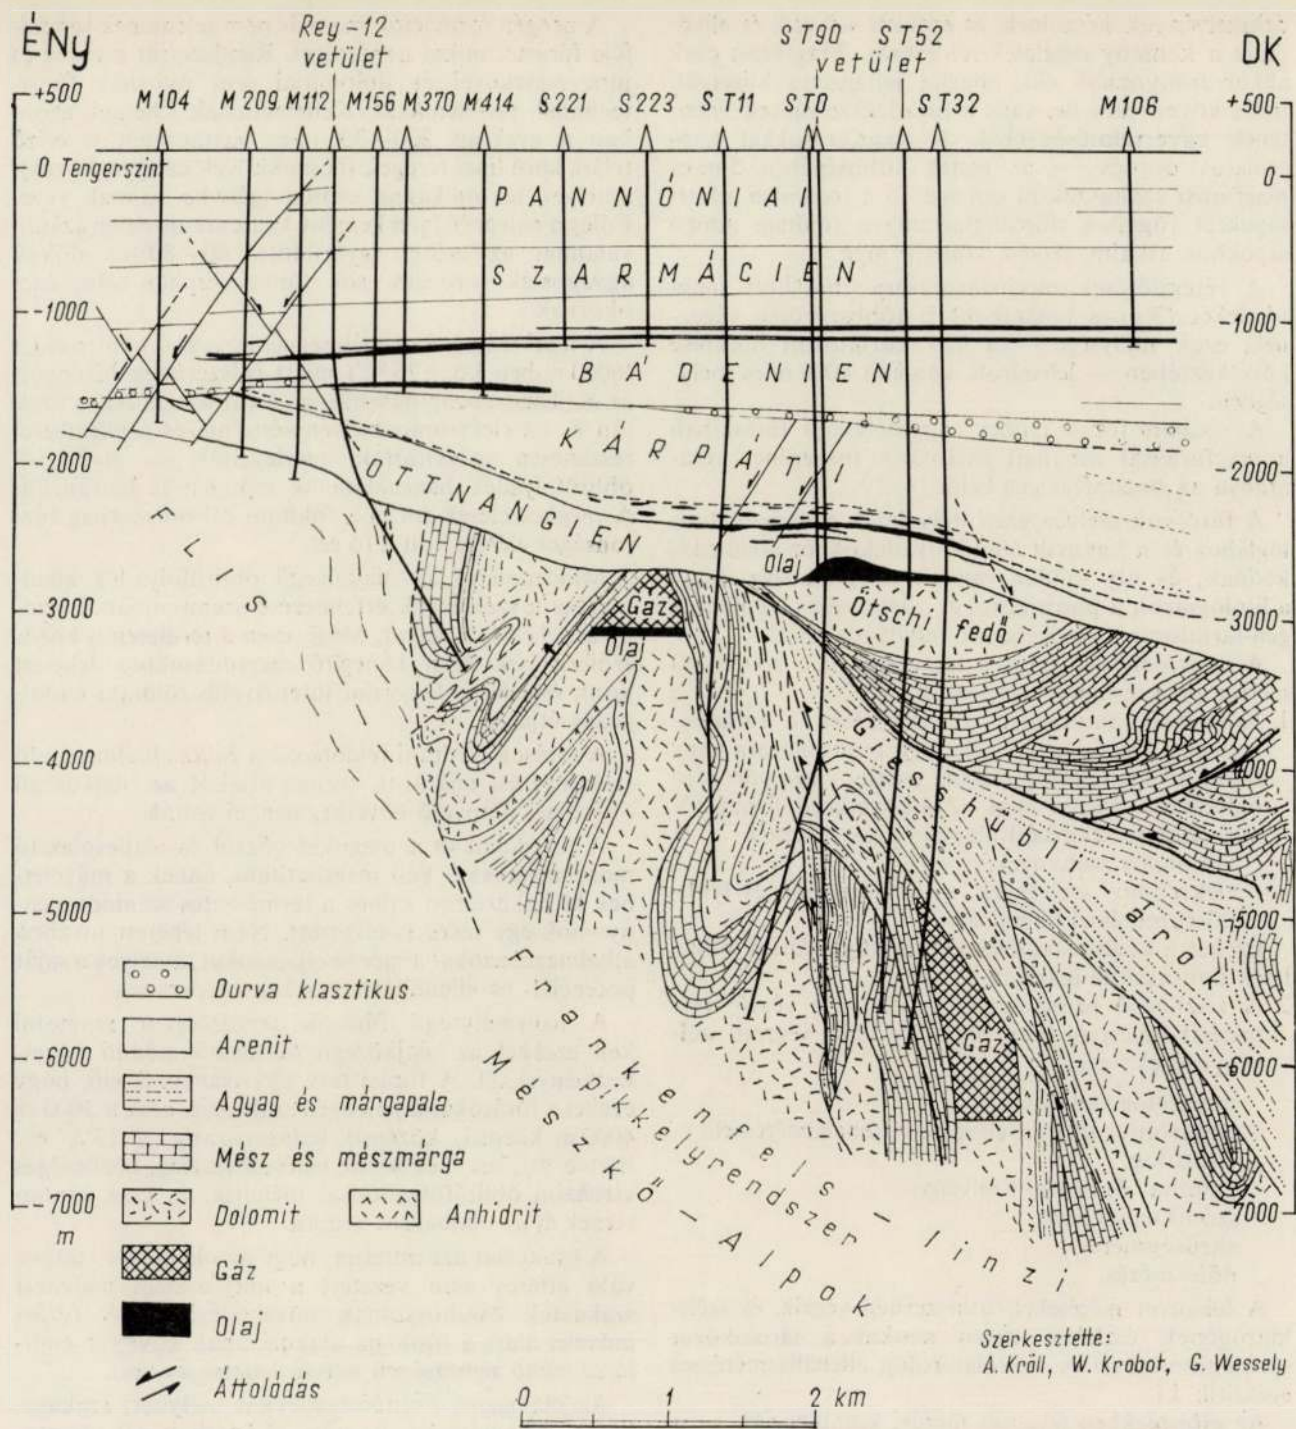 ÉNy
DK
Rey-12
vetület
ST90 ST52
vetület
+500
+500
M104 M209 M112 M156 M370 M414 S221 S223 ST11 ST0 ST32 M106
0 Tengerszin
0
PANNÓNIAI
SZARMÁCIEN
-1000
-1000
BÁDENIEN
KÁRPÁTI
-2000
-2000
OTTNANGIEN
FLIS
Olaj
-3000
-3000
Gaz
Olaj
Ötschi fedő
-4000
-4000
Giesshübli árok
-5000
-5000
Gaz
-6000
-6000
-7000
-7000
m
Frankenfels - linzi
pikkelyrendszer
Mészkő - Alpok
Durva klasztikus
Arenit
Agyag és márgapala
Mész és mészmárga
Dolomit Anhidrit
Gáz
Olaj
Áttolódás
Szerkesztette:
A. Kröll, W. Krobot, G. Wessely
0 1 2 km